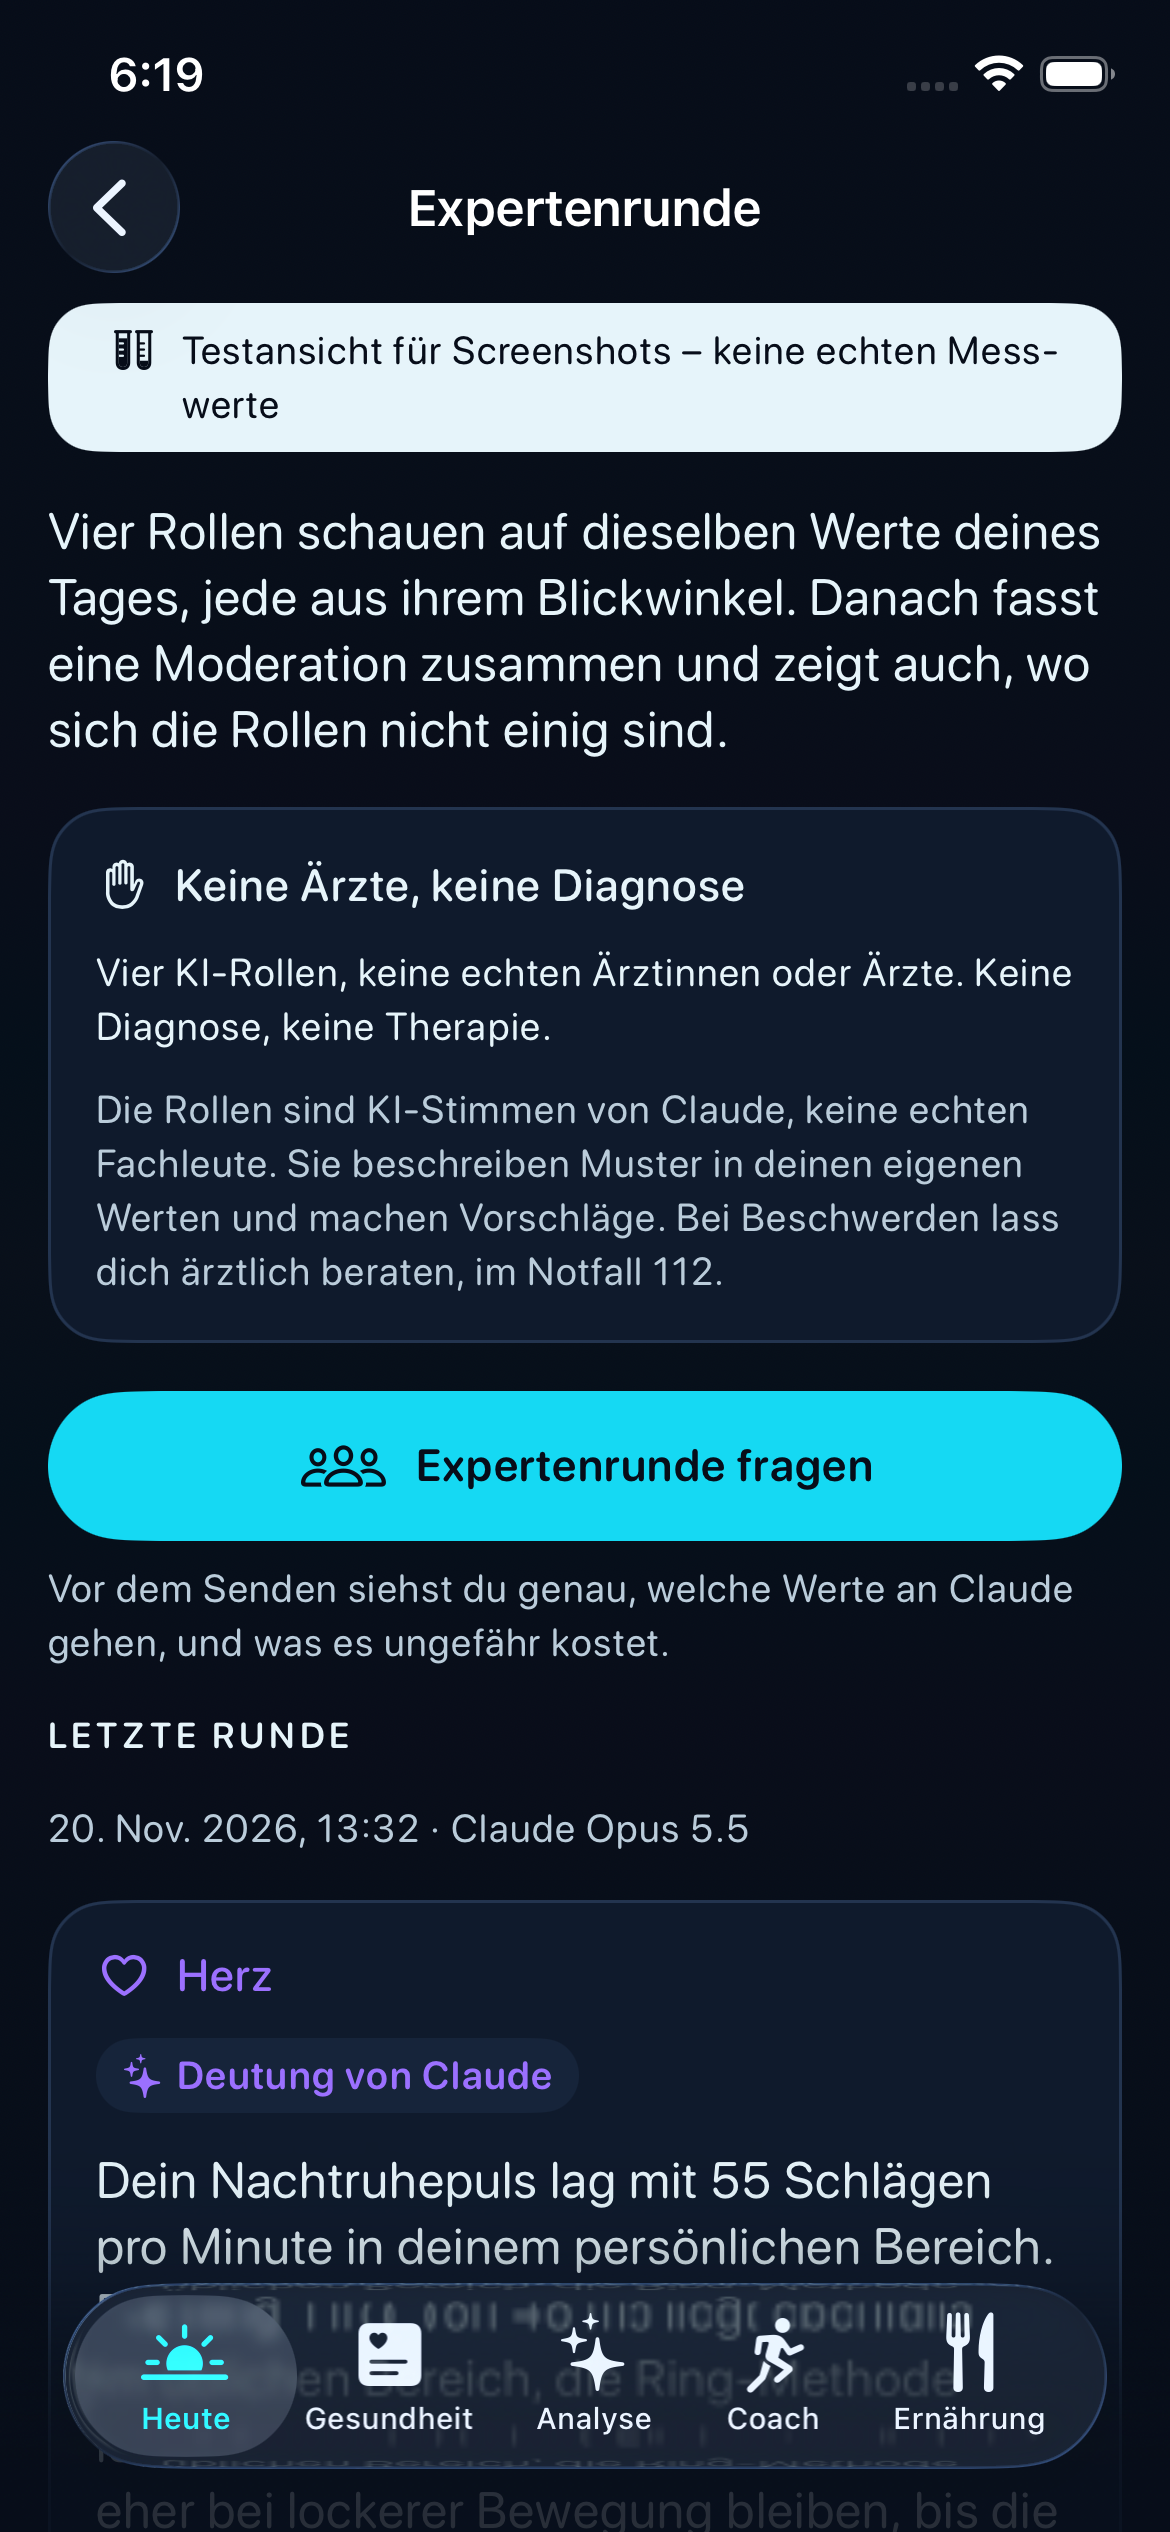 6:19
Expertenrunde
Testansicht für Screenshots – keine echten Mess-
werte
Vier Rollen schauen auf dieselben Werte deines
Tages, jede aus ihrem Blickwinkel. Danach fasst
eine Moderation zusammen und zeigt auch, wo
sich die Rollen nicht einig sind.
Keine Ärzte, keine Diagnose
Vier KI-Rollen, keine echten Ärztinnen oder Ärzte. Keine
Diagnose, keine Therapie.
Die Rollen sind KI-Stimmen von Claude, keine echten
Fachleute. Sie beschreiben Muster in deinen eigenen
Werten und machen Vorschläge. Bei Beschwerden lass
dich ärztlich beraten, im Notfall 112.
Expertenrunde fragen
Vor dem Senden siehst du genau, welche Werte an Claude
gehen, und was es ungefähr kostet.
LETZTE RUNDE
20. Nov. 2026, 13:32 · Claude Opus 5.5
Herz
Deutung von Claude
Dein Nachtruhepuls lag mit 55 Schlägen
pro Minute in deinem persönlichen Bereich.
Bereich, die Ring-Methode
Heute Gesundheit Analyse Coach Ernährung
eher bei lockerer Bewegung bleiben, bis die